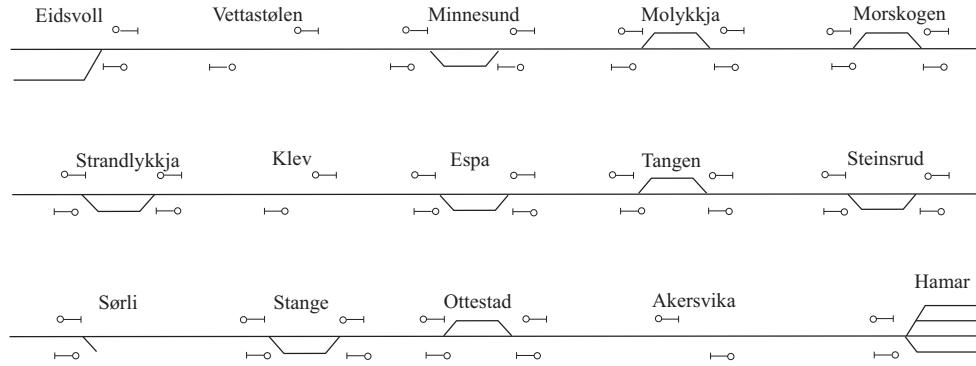 Eidsvoll Vettastølen Minnesund Molykkja Morskogen
Strandlykkja Klev Espa Tangen Steinsrud
Sørli Stange Ottestad Akersvika Hamar